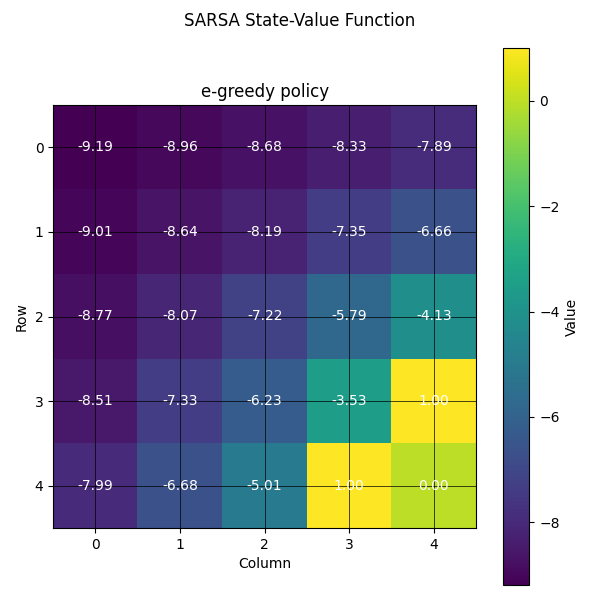 SARSA State-Value Function
e-greedy policy
0 -9.19 -8.96 -8.68 -8.33 -7.89
1 -9.01 -8.64 -8.19 -7.35 -6.66
2 -8.77 -8.07 -7.22 -5.79 -4.13
3 -8.51 -7.33 -6.23 -3.53 1.00
4 -7.99 -6.68 -5.01 1.00 0.00
0 1 2 3 4
Column
Row
0
−2
−4
−6
−8
Value